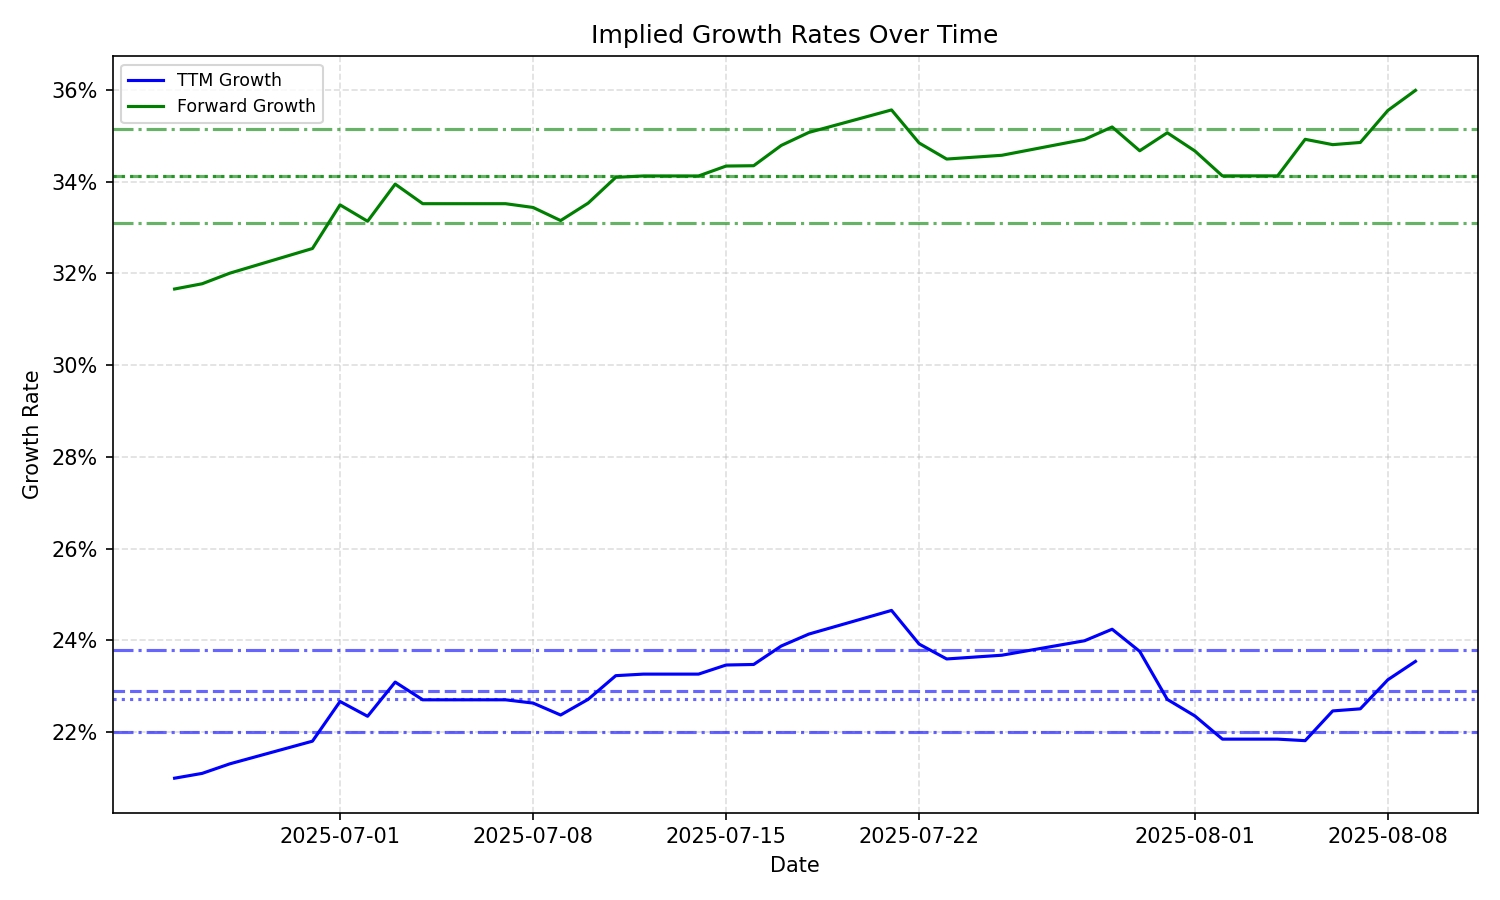 Implied Growth Rates Over Time
TTM Growth
Forward Growth
36%
34%
32%
30%
28%
26%
24%
22%
Growth Rate
2025-07-01
2025-07-08
2025-07-15
2025-07-22
2025-08-01
2025-08-08
Date